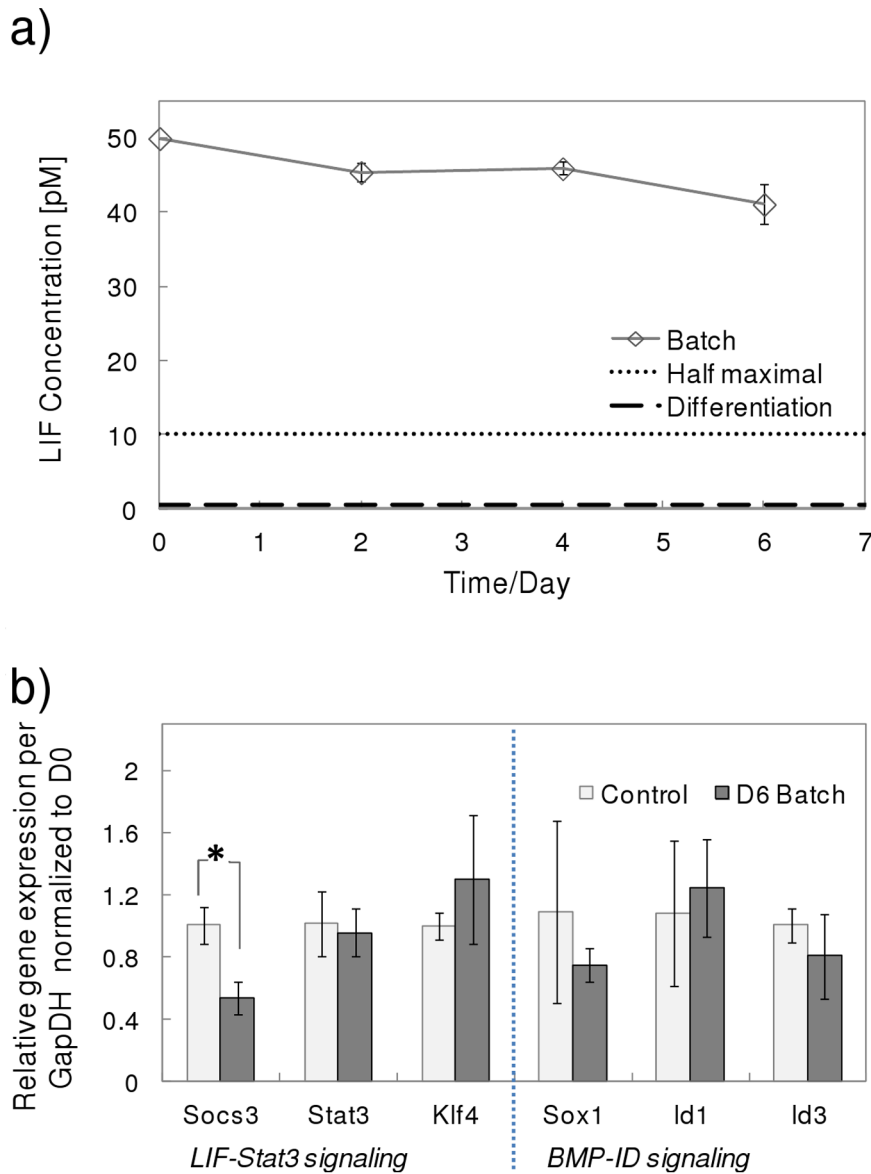 a)
LIF Concentration [pM]
50
40
30
20
10
0
Batch
Half maximal
Differentiation
0 1 2 3 4 5 6 7
Time/Day
b)
Relative gene expression per
GapDH normalized to D0
2
1.6
1.2
0.8
0.4
0
Control D6 Batch
*
Socs3 Stat3 Klf4 Sox1 Id1 Id3
LIF-Stat3 signaling BMP-ID signaling